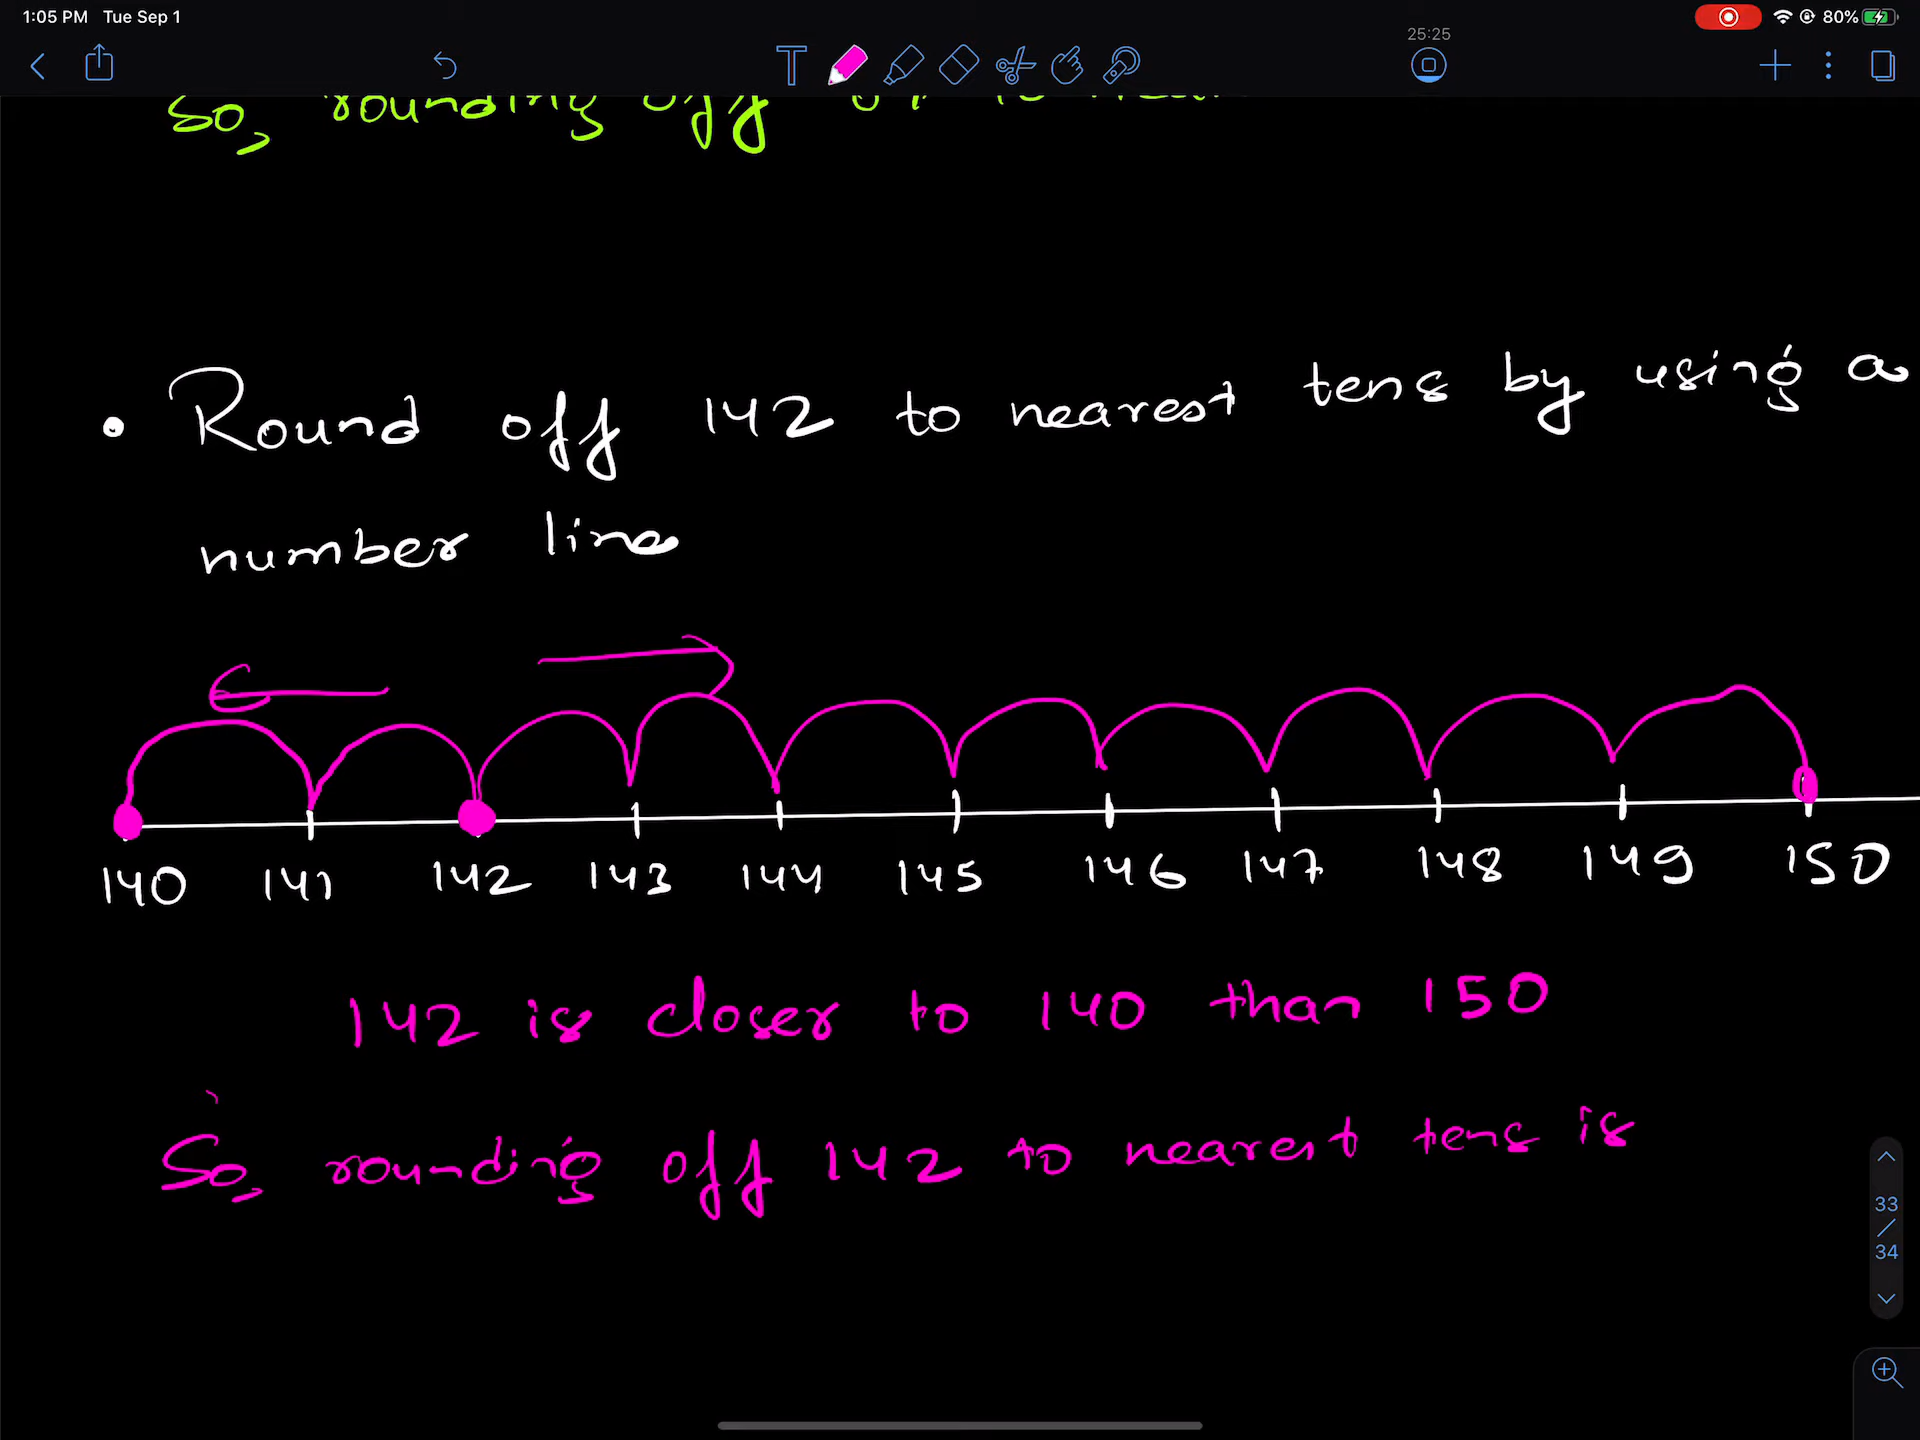 1:05 PM Tue Sep 1
80%
25:25
So, rounding off
• Round off 142 to nearest tens by using a
number line
140 141 142 143 144 145 146 147 148 149 150
142 is closer to 140 than 150
So, rounding off 142 to nearest tens is
33
/
34